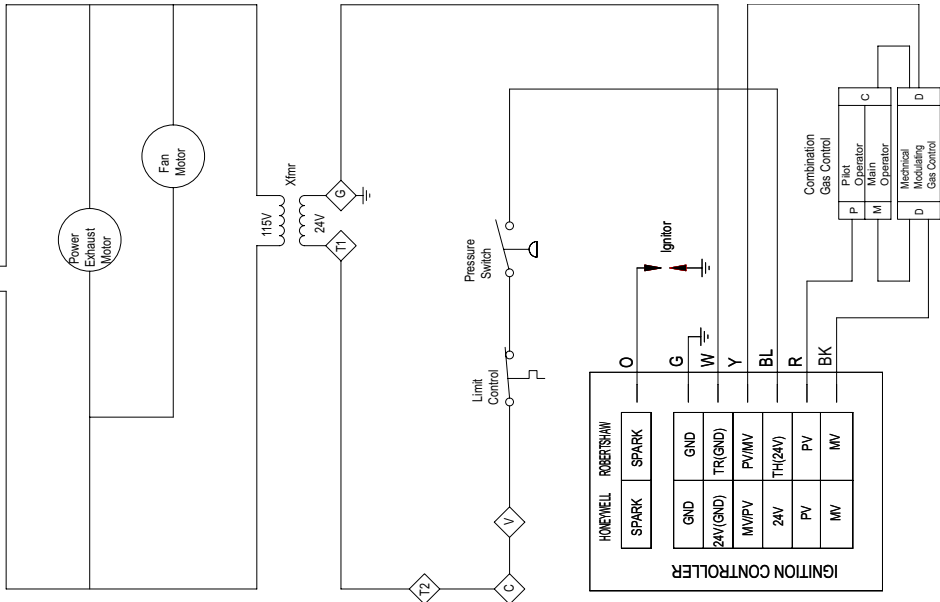 Power
Exhaust
Motor
Fan
Motor
Xfmr
115V
24V
T1
G
Pressure
Switch
Limit
Control
T2
C
V
Ignitor
Combination
Gas Control
Pilot
Operator
Main
Operator
P
M
C
Mechnical
Modulating
Gas Control
D
D
O
G
W
Y
BL
R
BK
HONEYWELL ROBERTSHAW
SPARK SPARK
GND GND
24V(GND) TR(GND)
MV/PV PV/MV
24V TH(24V)
PV PV
MV MV
IGNITION CONTROLLER